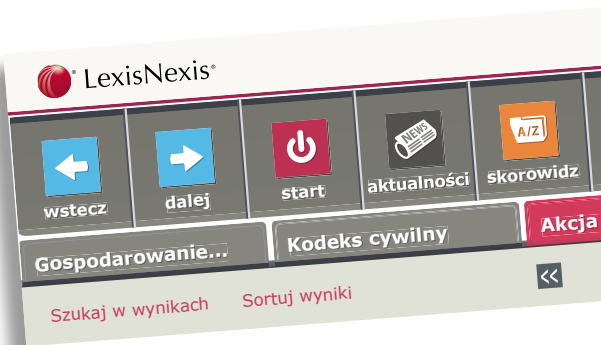 LexisNexis®
NEWS
A/Z
wstecz dalej start aktualności skorowidz
Gospodarowanie... Kodeks cywilny Akcja
Szukaj w wynikach Sortuj wyniki <<